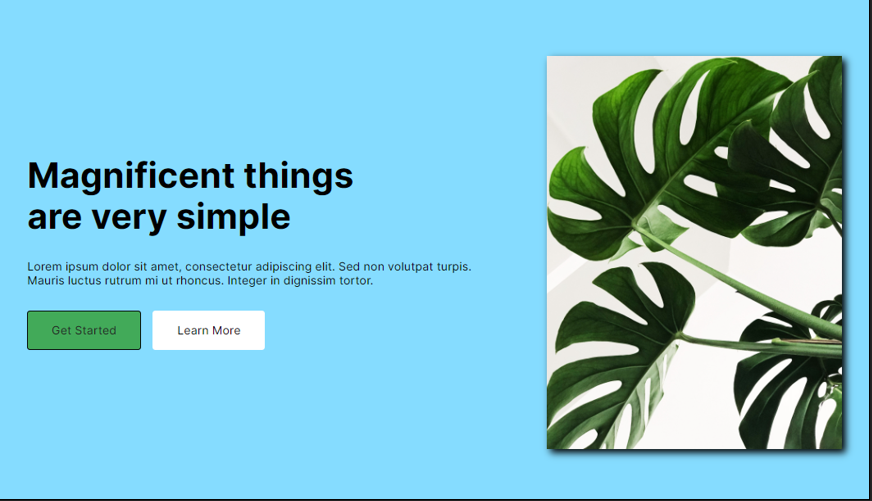 Magnificent things
are very simple
Lorem ipsum dolor sit amet, consectetur adipiscing elit. Sed non volutpat turpis.
Mauris luctus rutrum mi ut rhoncus. Integer in dignissim tortor.
Get Started
Learn More